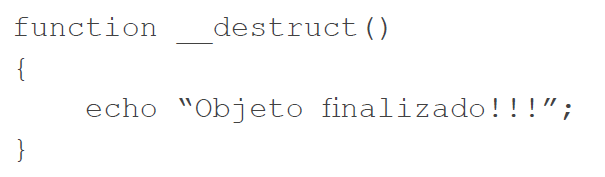 function __destruct()
{
    echo “Objeto finalizado!!!”;
}